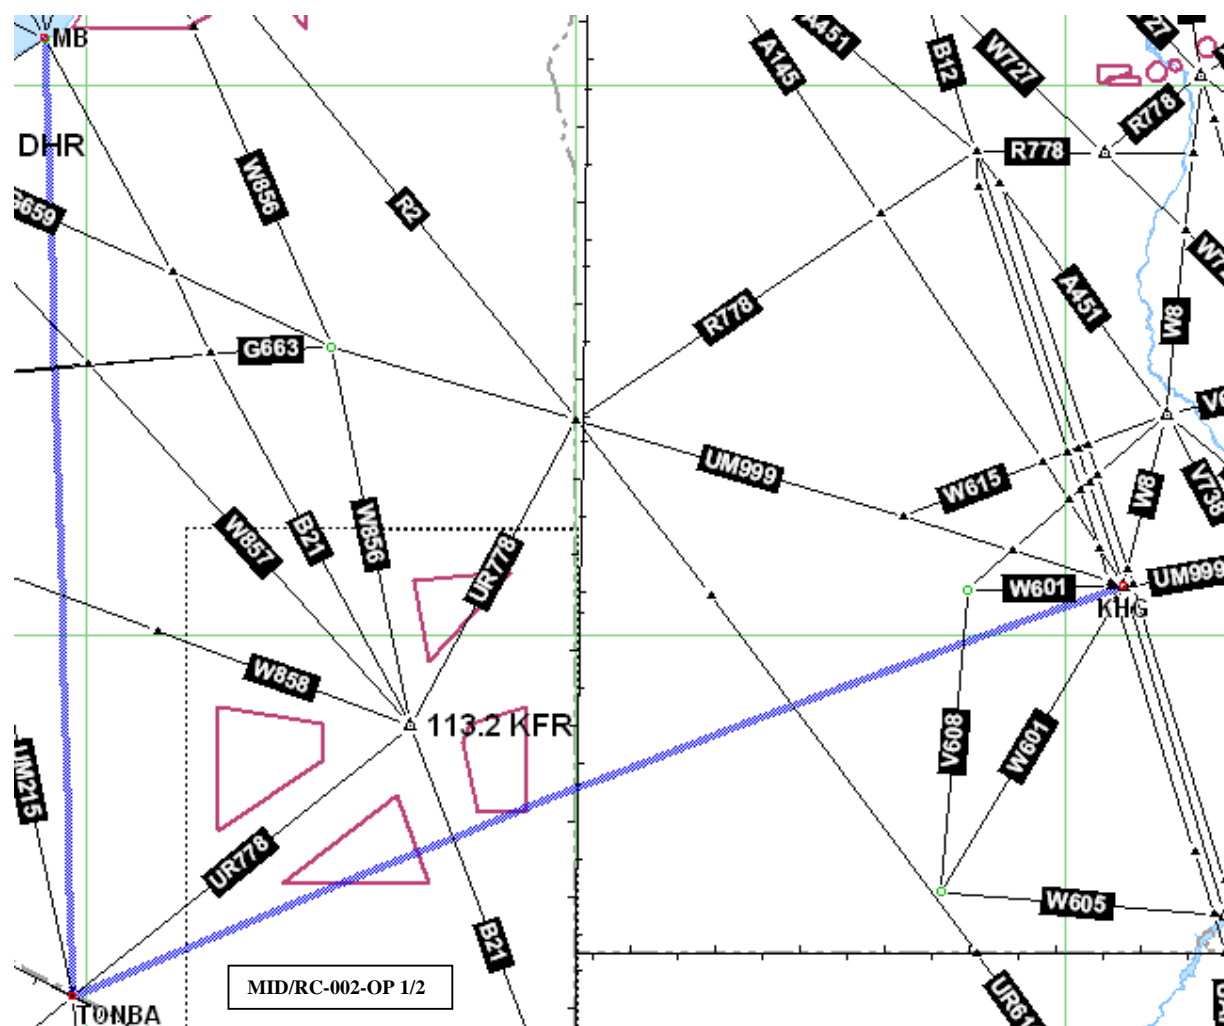 MB
A451
W727
A145
B12
R778
DHR
R778
W856
R2
W8
A451
R778
G663
UM999
W615
W8
V738
W857
B21
W856
UR778
W601
UM999
KHG
W858
113.2 KFR
V608
W601
UM215
UR778
W605
B21
MID/RC-002-OP 1/2
TONBA